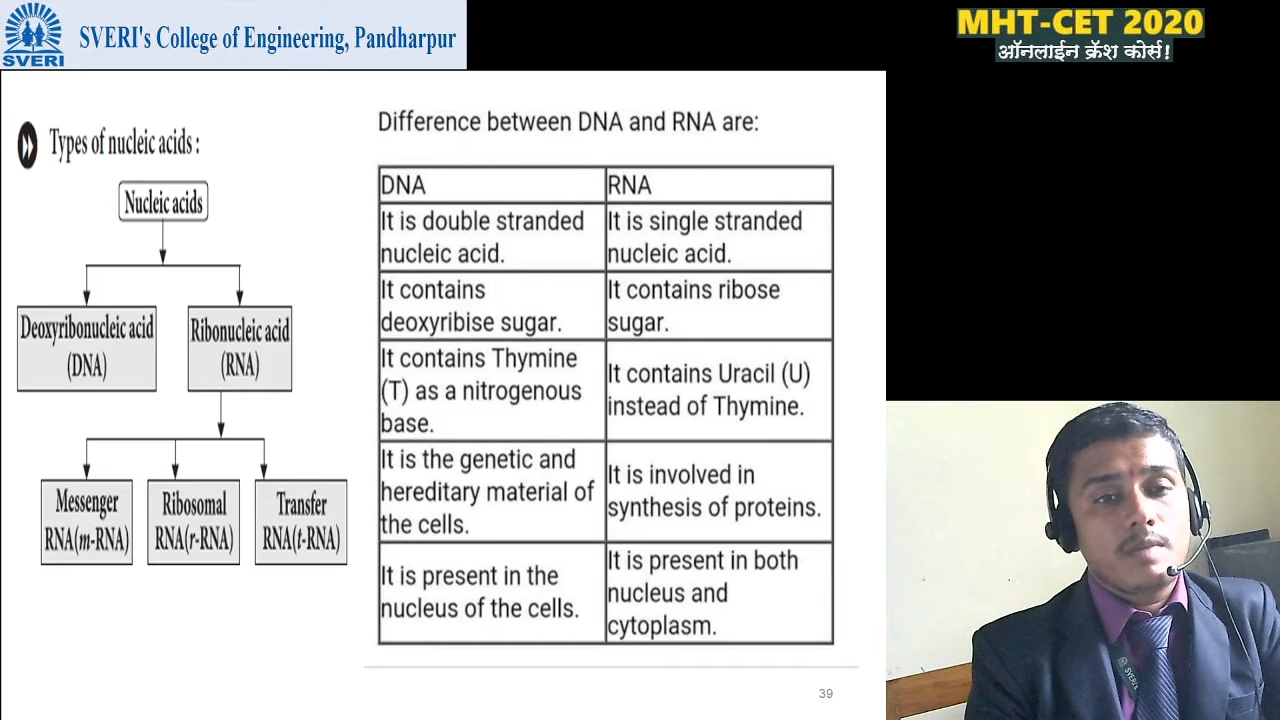 SVERI
SVERI's College of Engineering, Pandharpur
MHT-CET 2020
ऑनलाईन क्रॅश कोर्स!
Types of nucleic acids :
Nucleic acids
Deoxyribonucleic acid
(DNA)
Ribonucleic acid
(RNA)
Messenger
RNA(m-RNA)
Ribosomal
RNA(r-RNA)
Transfer
RNA(t-RNA)
Difference between DNA and RNA are:
DNA
RNA
It is double stranded
nucleic acid.
It is single stranded
nucleic acid.
It contains
deoxyribise sugar.
It contains ribose
sugar.
It contains Thymine
(T) as a nitrogenous
base.
It contains Uracil (U)
instead of Thymine.
It is the genetic and
hereditary material of
the cells.
It is involved in
synthesis of proteins.
It is present in the
nucleus of the cells.
It is present in both
nucleus and
cytoplasm.
39
SVERI's